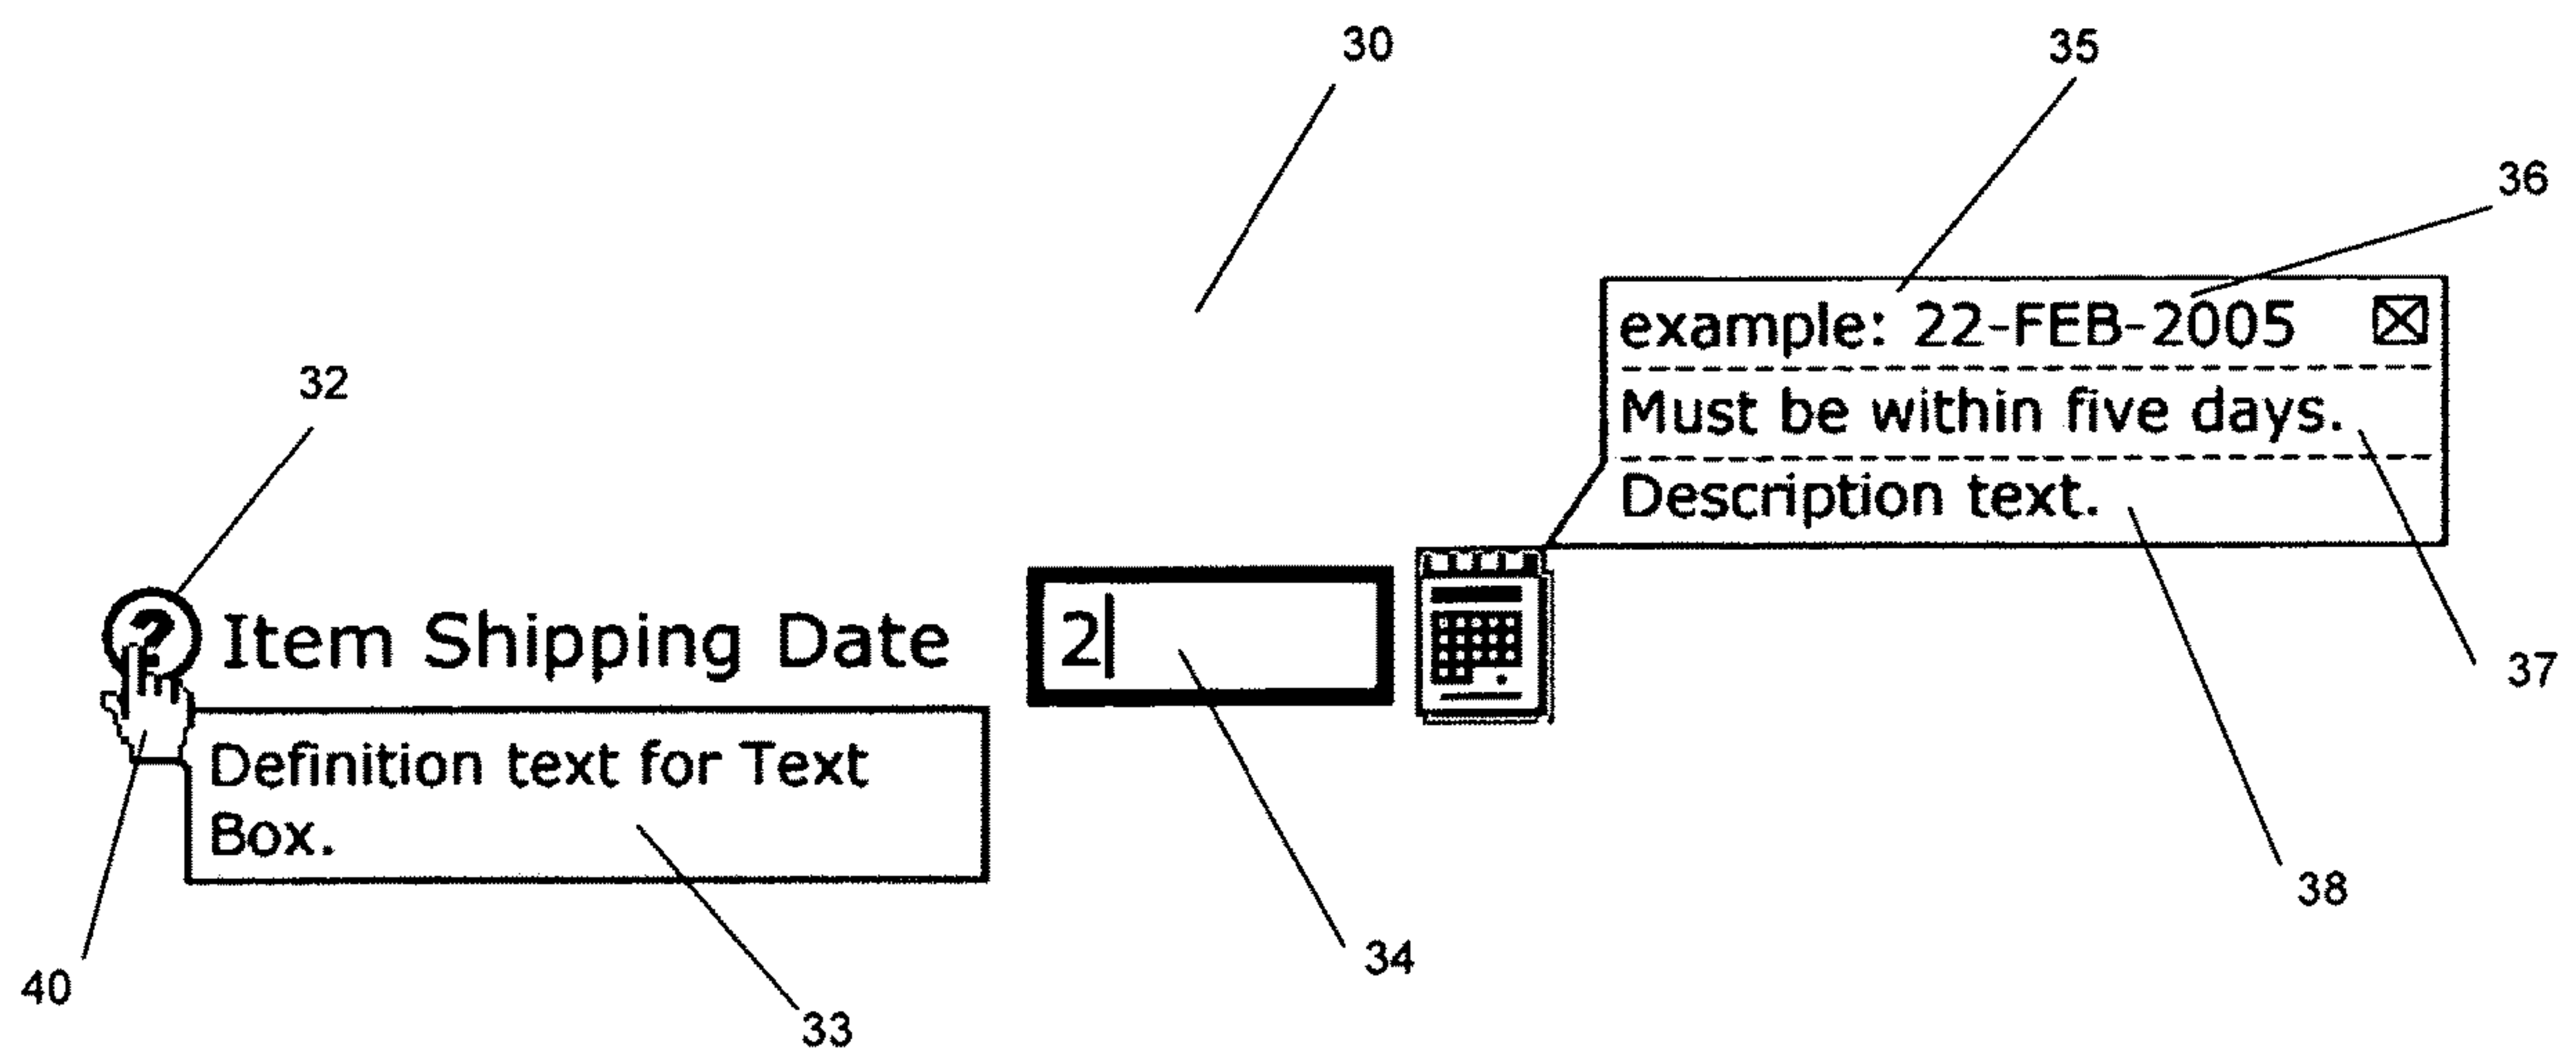 30
35
36
example: 22-FEB-2005
32
Must be within five days.
Description text.
? Item Shipping Date
2
37
Definition text for Text
Box.
38
34
40
33